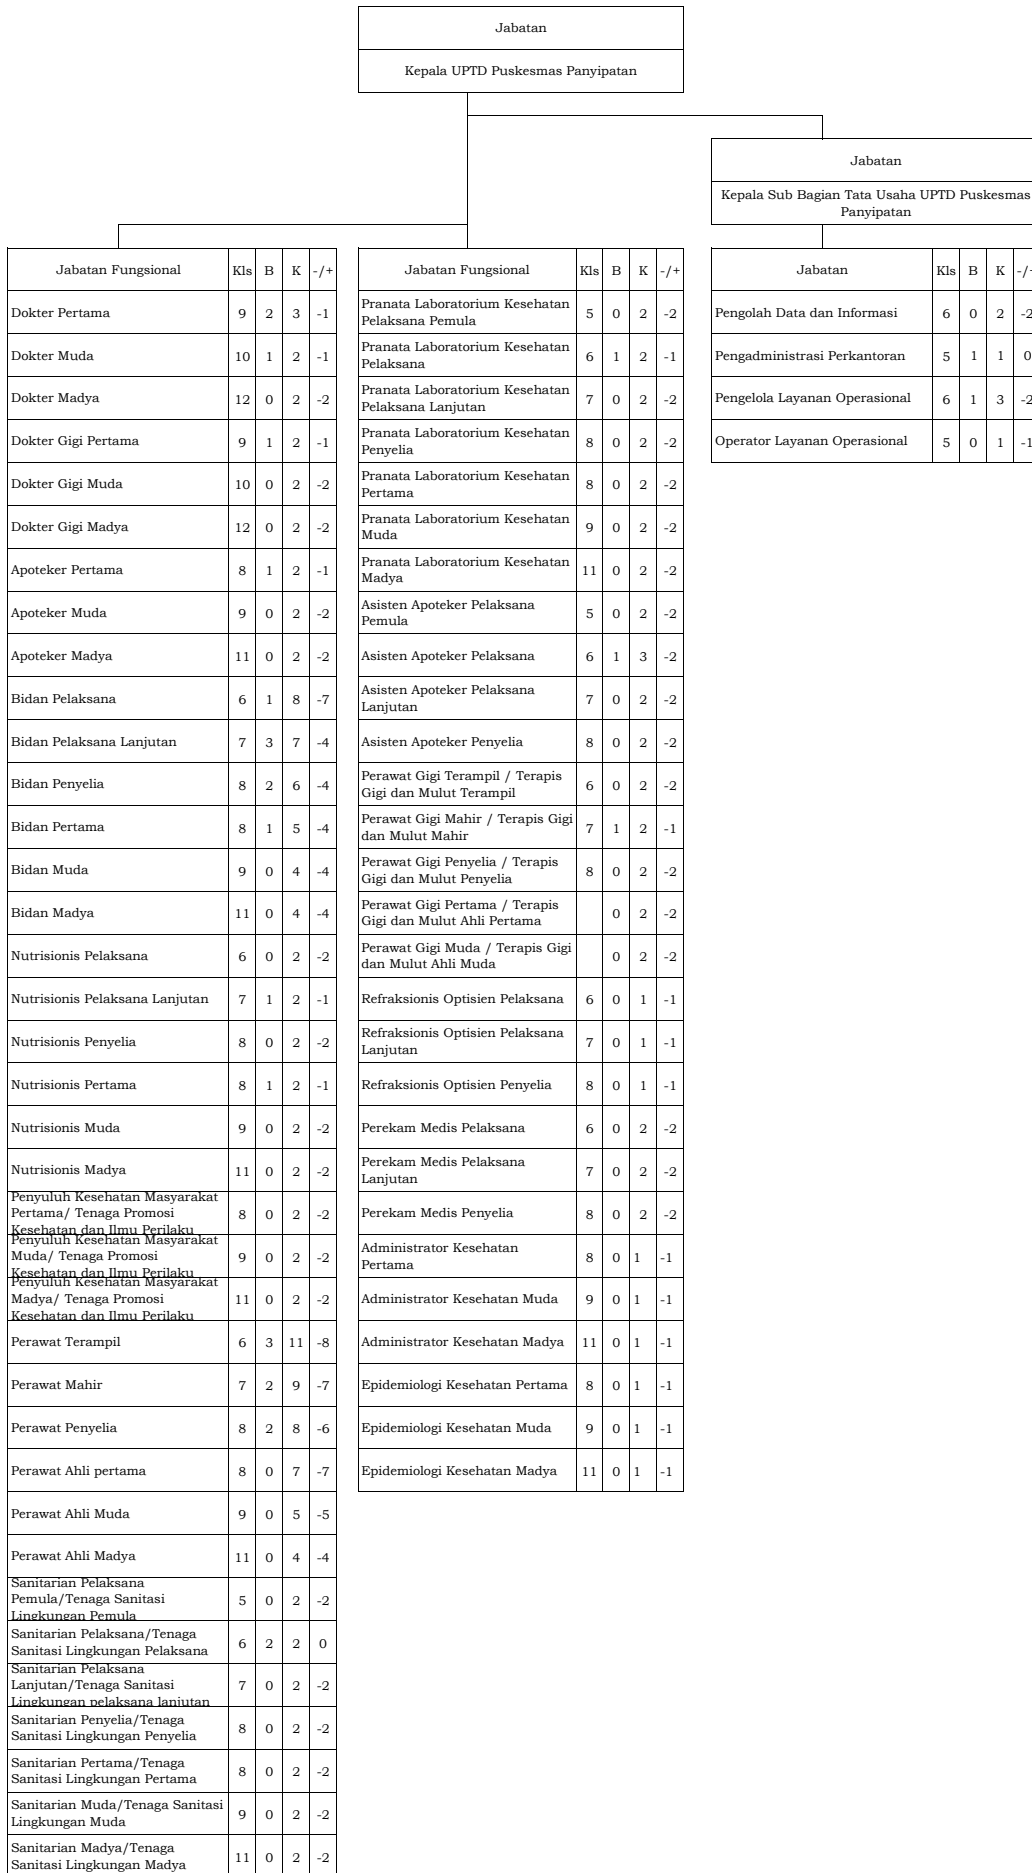 Jabatan
Kepala UPTD Puskesmas Panyipatan
Jabatan
Kepala Sub Bagian Tata Usaha UPTD Puskesmas
Panyipatan
Jabatan Fungsional Kls B K -/+
Dokter Pertama 9 2 3 -1
Dokter Muda 10 1 2 -1
Dokter Madya 12 0 2 -2
Dokter Gigi Pertama 9 1 2 -1
Dokter Gigi Muda 10 0 2 -2
Dokter Gigi Madya 12 0 2 -2
Apoteker Pertama 8 1 2 -1
Apoteker Muda 9 0 2 -2
Apoteker Madya 11 0 2 -2
Bidan Pelaksana 6 1 8 -7
Bidan Pelaksana Lanjutan 7 3 7 -4
Bidan Penyelia 8 2 6 -4
Bidan Pertama 8 1 5 -4
Bidan Muda 9 0 4 -4
Bidan Madya 11 0 4 -4
Nutrisionis Pelaksana 6 0 2 -2
Nutrisionis Pelaksana Lanjutan 7 1 2 -1
Nutrisionis Penyelia 8 0 2 -2
Nutrisionis Pertama 8 1 2 -1
Nutrisionis Muda 9 0 2 -2
Nutrisionis Madya 11 0 2 -2
Penyuluh Kesehatan Masyarakat
Pertama/ Tenaga Promosi 8 0 2 -2
Kesehatan dan Ilmu Perilaku
Penyuluh Kesehatan Masyarakat
Muda/ Tenaga Promosi 9 0 2 -2
Kesehatan dan Ilmu Perilaku
Penyuluh Kesehatan Masyarakat
Madya/ Tenaga Promosi 11 0 2 -2
Kesehatan dan Ilmu Perilaku
Perawat Terampil 6 3 11 -8
Perawat Mahir 7 2 9 -7
Perawat Penyelia 8 2 8 -6
Perawat Ahli pertama 8 0 7 -7
Perawat Ahli Muda 9 0 5 -5
Perawat Ahli Madya 11 0 4 -4
Sanitarian Pelaksana
Pemula/Tenaga Sanitasi 5 0 2 -2
Lingkungan Pemula
Sanitarian Pelaksana/Tenaga
Sanitasi Lingkungan Pelaksana 6 2 2 0
Sanitarian Pelaksana
Lanjutan/Tenaga Sanitasi 7 0 2 -2
Lingkungan pelaksana lanjutan
Sanitarian Penyelia/Tenaga
Sanitasi Lingkungan Penyelia 8 0 2 -2
Sanitarian Pertama/Tenaga
Sanitasi Lingkungan Pertama 8 0 2 -2
Sanitarian Muda/Tenaga Sanitasi
Lingkungan Muda 9 0 2 -2
Sanitarian Madya/Tenaga
Sanitasi Lingkungan Madya 11 0 2 -2
Jabatan Fungsional Kls B K -/+
Pranata Laboratorium Kesehatan
Pelaksana Pemula 5 0 2 -2
Pranata Laboratorium Kesehatan
Pelaksana 6 1 2 -1
Pranata Laboratorium Kesehatan
Pelaksana Lanjutan 7 0 2 -2
Pranata Laboratorium Kesehatan
Penyelia 8 0 2 -2
Pranata Laboratorium Kesehatan
Pertama 8 0 2 -2
Pranata Laboratorium Kesehatan
Muda 9 0 2 -2
Pranata Laboratorium Kesehatan
Madya 11 0 2 -2
Asisten Apoteker Pelaksana
Pemula 5 0 2 -2
Asisten Apoteker Pelaksana 6 1 3 -2
Asisten Apoteker Pelaksana
Lanjutan 7 0 2 -2
Asisten Apoteker Penyelia 8 0 2 -2
Perawat Gigi Terampil / Terapis
Gigi dan Mulut Terampil 6 0 2 -2
Perawat Gigi Mahir / Terapis Gigi
dan Mulut Mahir 7 1 2 -1
Perawat Gigi Penyelia / Terapis
Gigi dan Mulut Penyelia 8 0 2 -2
Perawat Gigi Pertama / Terapis
Gigi dan Mulut Ahli Pertama 0 2 -2
Perawat Gigi Muda / Terapis Gigi
dan Mulut Ahli Muda 0 2 -2
Refraksionis Optisien Pelaksana 6 0 1 -1
Refraksionis Optisien Pelaksana
Lanjutan 7 0 1 -1
Refraksionis Optisien Penyelia 8 0 1 -1
Perekam Medis Pelaksana 6 0 2 -2
Perekam Medis Pelaksana
Lanjutan 7 0 2 -2
Perekam Medis Penyelia 8 0 2 -2
Administrator Kesehatan
Pertama 8 0 1 -1
Administrator Kesehatan Muda 9 0 1 -1
Administrator Kesehatan Madya 11 0 1 -1
Epidemiologi Kesehatan Pertama 8 0 1 -1
Epidemiologi Kesehatan Muda 9 0 1 -1
Epidemiologi Kesehatan Madya 11 0 1 -1
Jabatan Kls B K -/+
Pengolah Data dan Informasi 6 0 2 -2
Pengadministrasi Perkantoran 5 1 1 0
Pengelola Layanan Operasional 6 1 3 -2
Operator Layanan Operasional 5 0 1 -1